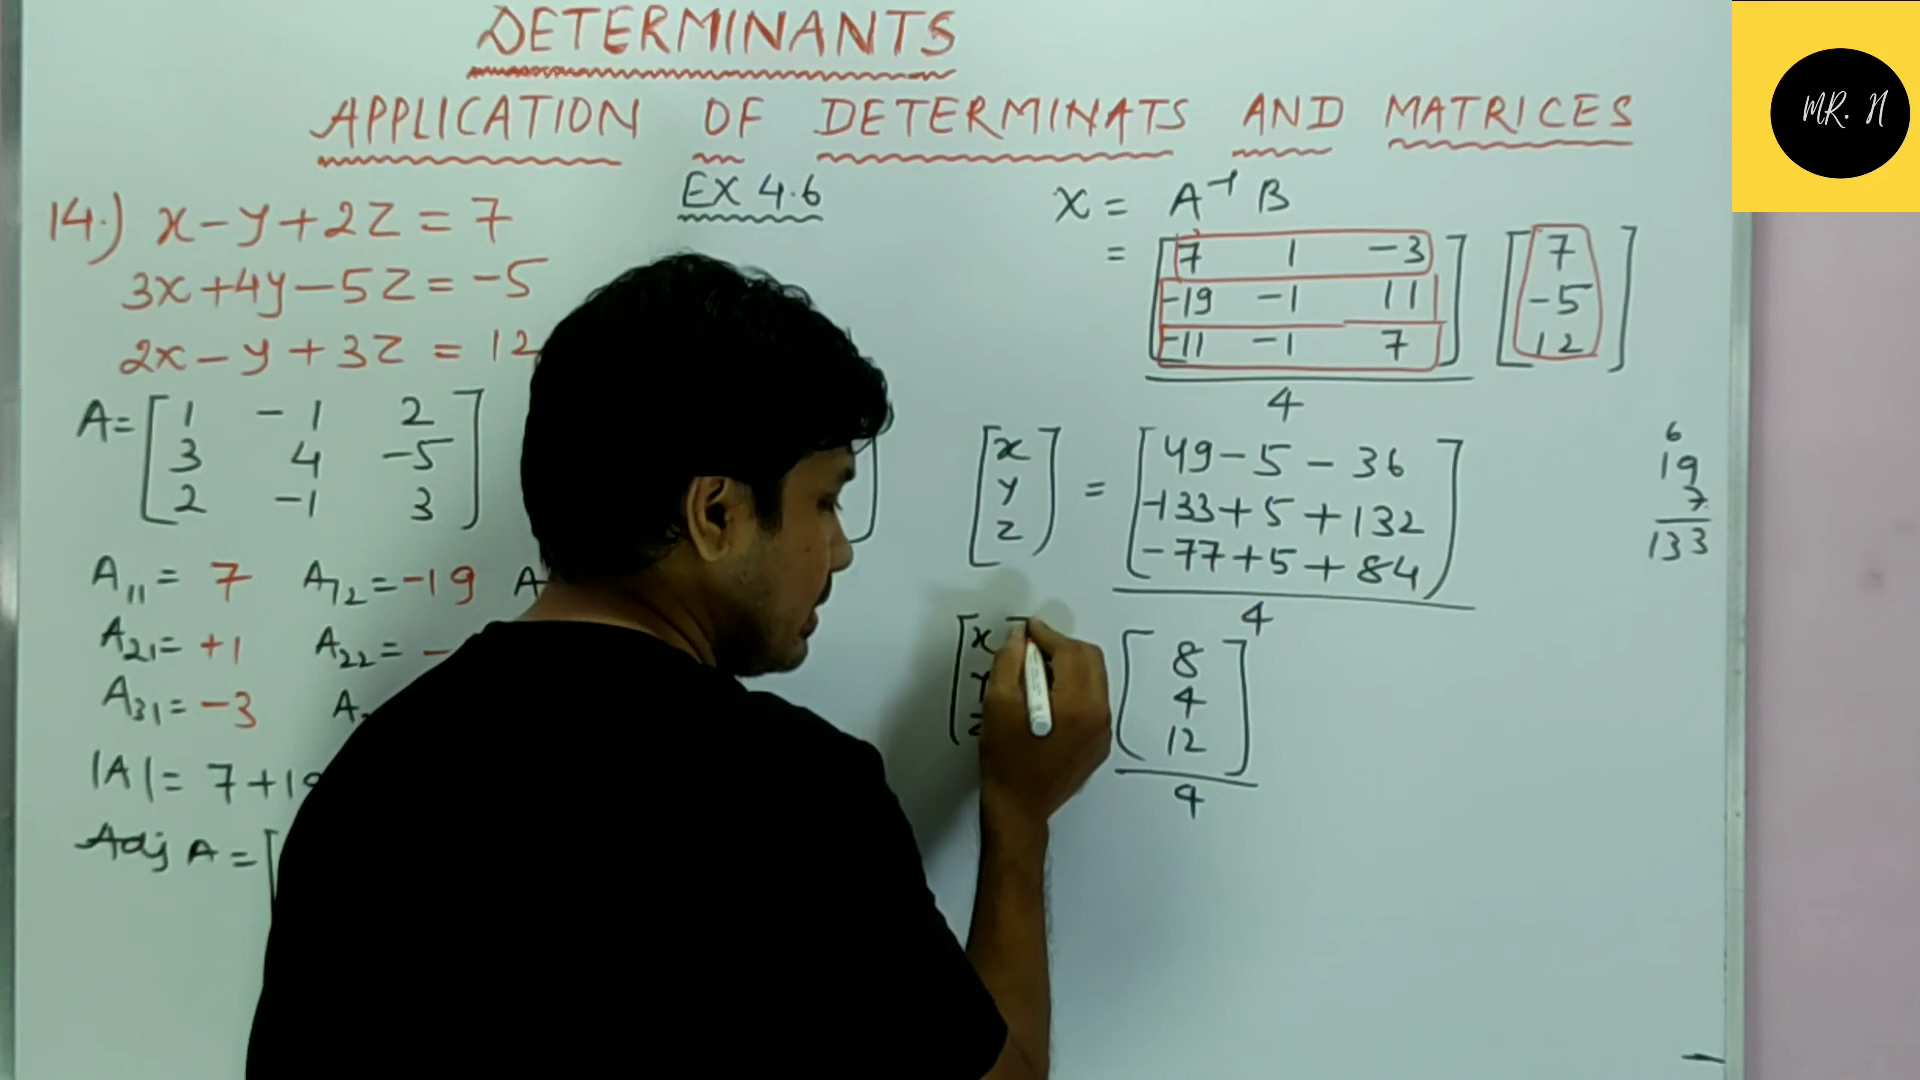 DETERMINANTS
APPLICATION OF DETERMINATS AND MATRICES
MR. N
EX 4.6
14.) x-y+2z=7
3x+4y-5z=-5
2x-y+3z=12
A=[1 -1 2]
[3 4 -5]
[2 -1 3]
A11=7 A12=-19 A
A21=+1 A22=-
A31=-3 A
|A|=7+19
Adj A=[
X=A⁻¹B
=[7 1 -3] [7]
[-19 -1 11] [-5]
[-11 -1 7] [12]
4
[x] = [49-5-36]
[y] [-133+5+132]
[z] [-77+5+84]
4
6
19
7
133
[x] [8]
[y [4]
[z [12]
4